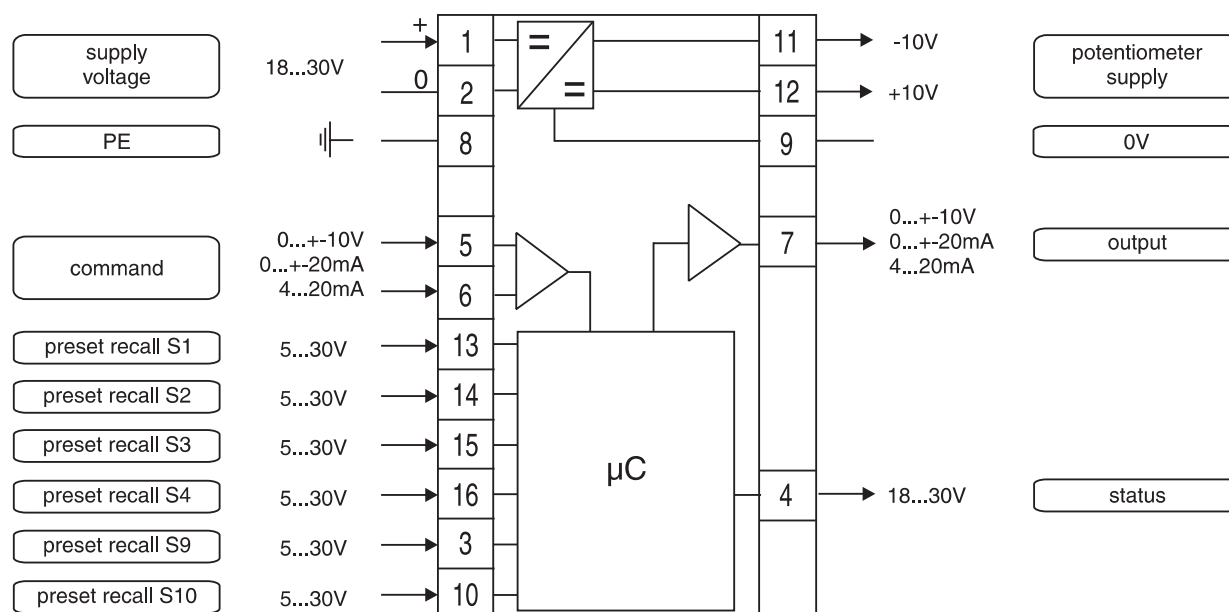 supply
voltage
18...30V
+
0
1
2
=
=
11
12
-10V
+10V
potentiometer
supply
PE
8
9
0V
command
0...+-10V
0...+-20mA
4...20mA
5
6
7
0...+-10V
0...+-20mA
4...20mA
output
preset recall S1
5...30V
13
preset recall S2
5...30V
14
preset recall S3
5...30V
15
µC
preset recall S4
5...30V
16
4
18...30V
status
preset recall S9
5...30V
3
preset recall S10
5...30V
10